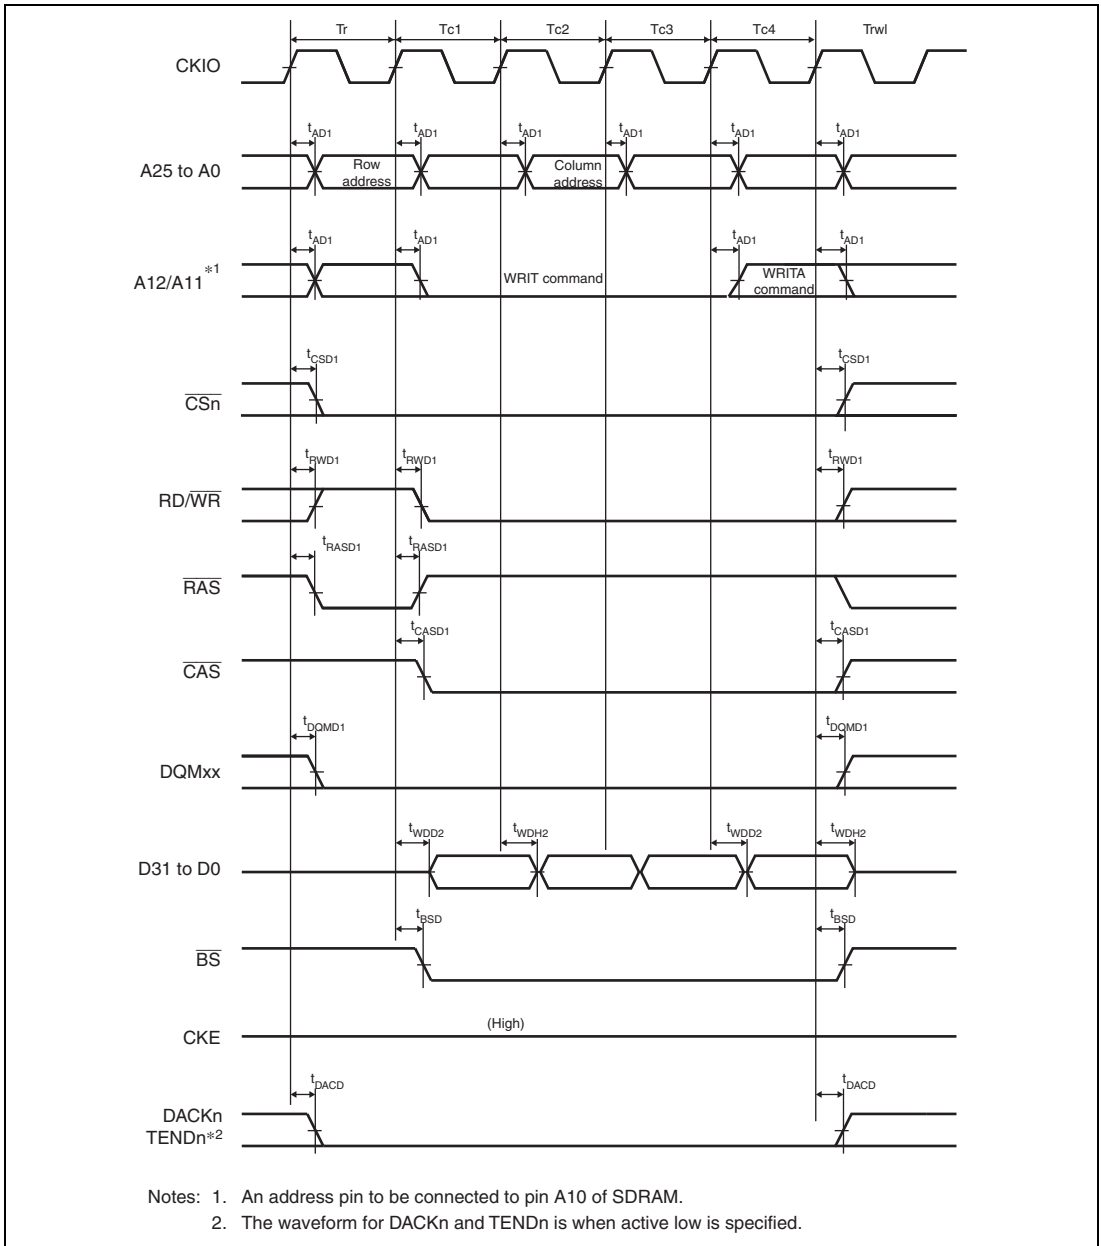 Tr Tc1 Tc2 Tc3 Tc4 Trwl
CKIO
tAD1 tAD1 tAD1 tAD1 tAD1 tAD1
A25 to A0
Row address
Column address
tAD1 tAD1 tAD1 tAD1
A12/A11*1
WRIT command
WRITA command
tCSD1 tCSD1
CSn
tRWD1 tRWD1 tRWD1
RD/WR
tRASD1 tRASD1
RAS
tCASD1 tCASD1
CAS
tDQMD1 tDQMD1
DQMxx
tWDD2 tWDH2 tWDD2 tWDH2
D31 to D0
tBSD tBSD
BS
(High)
CKE
tDACD tDACD
DACKn
TENDn*2
Notes: 1. An address pin to be connected to pin A10 of SDRAM.
2. The waveform for DACKn and TENDn is when active low is specified.